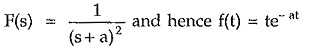 F(s) = 1/(s+a)² and hence f(t) = te⁻ ᵃᵗ